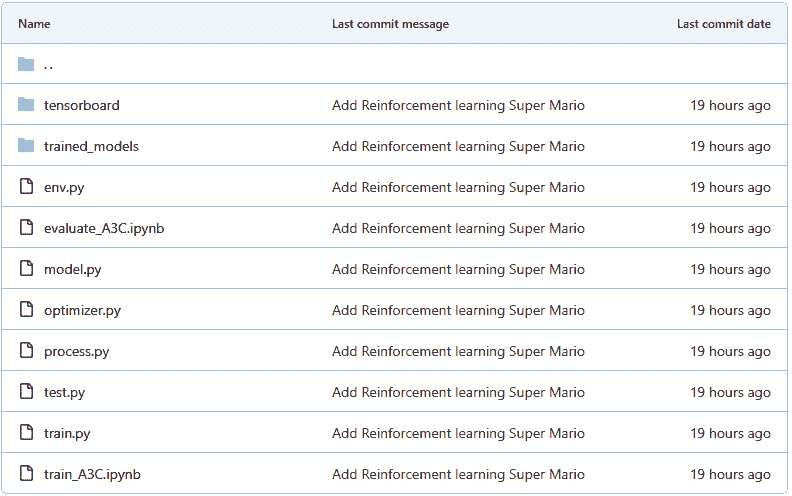 Name Last commit message Last commit date
..
tensorboard Add Reinforcement learning Super Mario 19 hours ago
trained_models Add Reinforcement learning Super Mario 19 hours ago
env.py Add Reinforcement learning Super Mario 19 hours ago
evaluate_A3C.ipynb Add Reinforcement learning Super Mario 19 hours ago
model.py Add Reinforcement learning Super Mario 19 hours ago
optimizer.py Add Reinforcement learning Super Mario 19 hours ago
process.py Add Reinforcement learning Super Mario 19 hours ago
test.py Add Reinforcement learning Super Mario 19 hours ago
train.py Add Reinforcement learning Super Mario 19 hours ago
train_A3C.ipynb Add Reinforcement learning Super Mario 19 hours ago